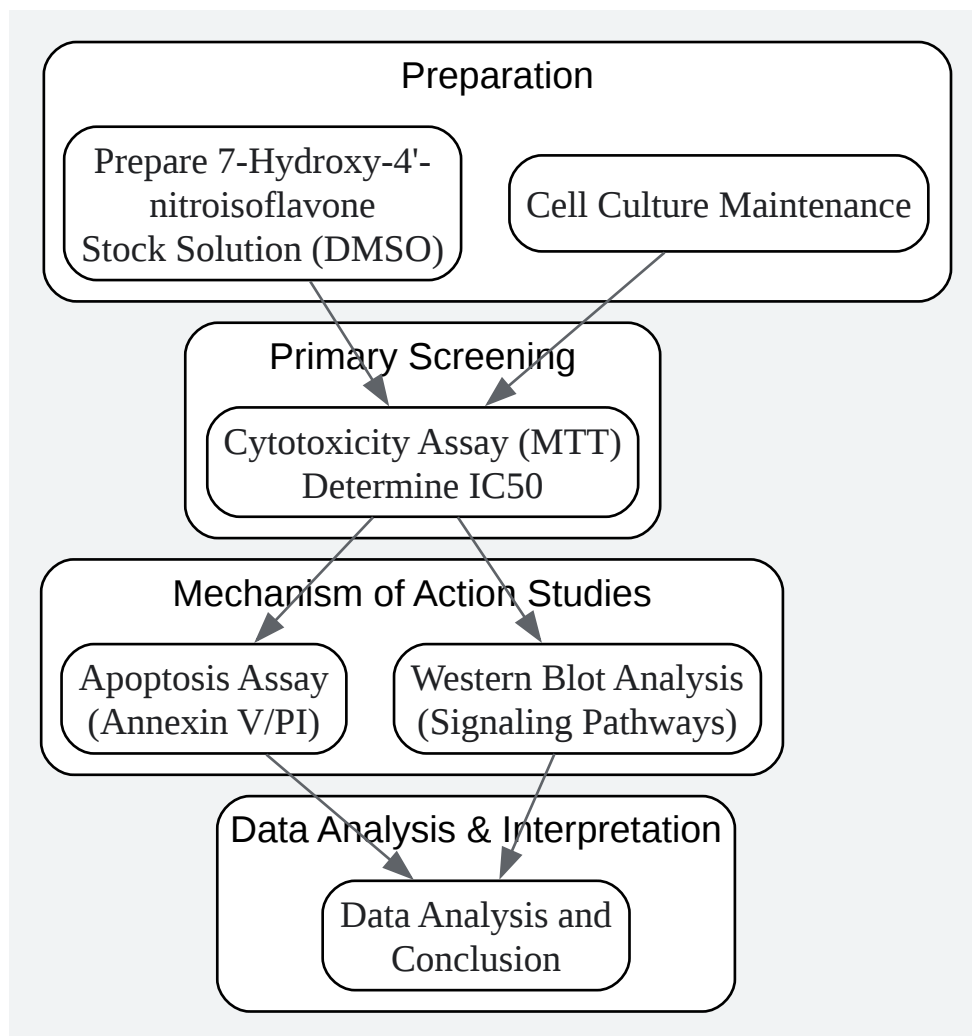 Preparation
Prepare 7-Hydroxy-4'-
nitroisoflavone
Stock Solution (DMSO)
Cell Culture Maintenance
Primary Screening
Cytotoxicity Assay (MTT)
Determine IC50
Mechanism of Action Studies
Apoptosis Assay
(Annexin V/PI)
Western Blot Analysis
(Signaling Pathways)
Data Analysis & Interpretation
Data Analysis and
Conclusion